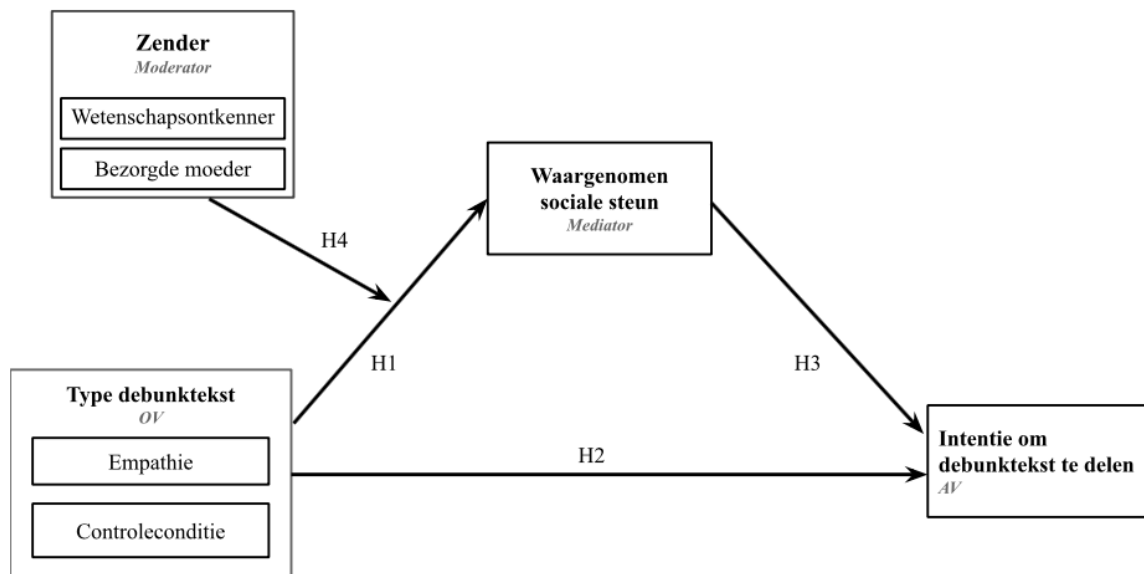 Zender
Moderator
Wetenschapsontkenner
Bezorgde moeder
H4
Waargenomen
sociale steun
Mediator
H1
H3
Type debunktekst
OV
Empathie
Controleconditie
H2
Intentie om
debunktekst te delen
AV